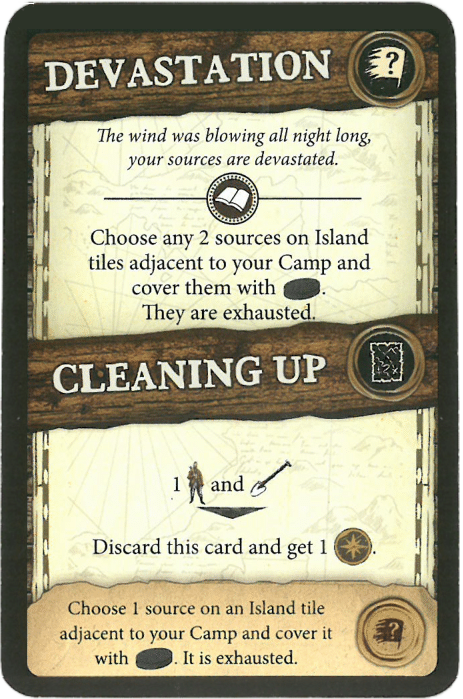 DEVASTATION
?
The wind was blowing all night long,
your sources are devastated.
Choose any 2 sources on Island
tiles adjacent to your Camp and
cover them with .
They are exhausted.
CLEANING UP
1 and
Discard this card and get 1 .
Choose 1 source on an Island tile
adjacent to your Camp and cover it
with . It is exhausted.
?